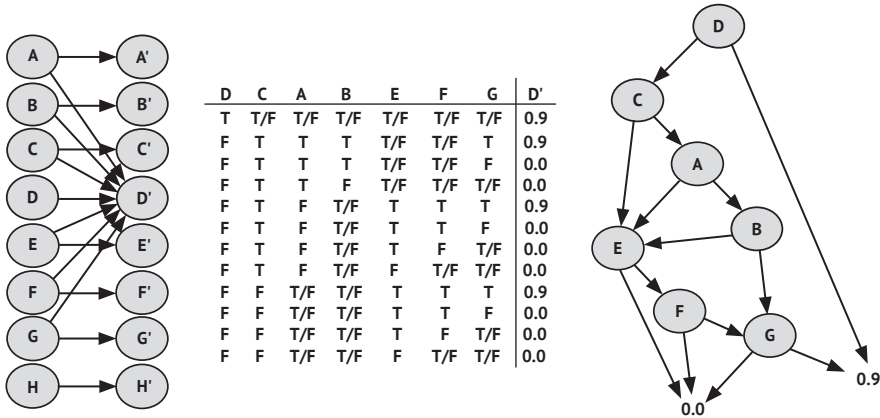 A A'
B B'
C C'
D D'
E E'
F F'
G G'
H H'
D C A B E F G D'
T T/F T/F T/F T/F T/F T/F 0.9
F T T T T/F T/F T 0.9
F T T T T/F T/F F 0.0
F T T F T/F T/F T/F 0.0
F T F T/F T T T 0.9
F T F T/F T T F 0.0
F T F T/F T F T/F 0.0
F T F T/F F T/F T/F 0.0
F F T/F T/F T T T 0.9
F F T/F T/F T T F 0.0
F F T/F T/F T F T/F 0.0
F F T/F T/F F T/F T/F 0.0
D
C
A
B
E
F
G
0.9
0.0